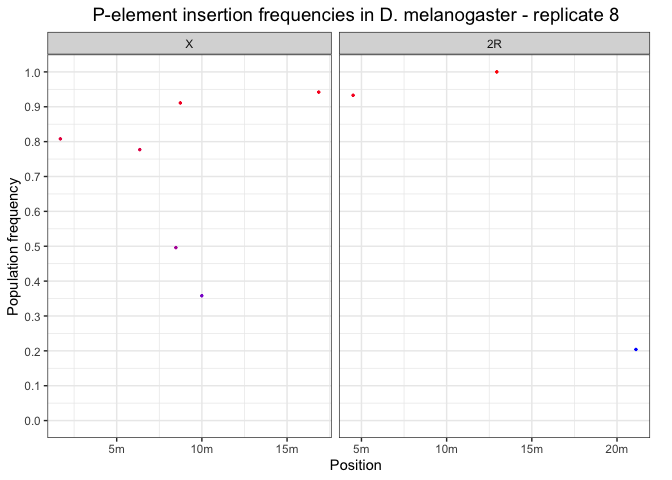 P-element insertion frequencies in D. melanogaster - replicate 8
X
2R
Population frequency
1.0
0.9
0.8
0.7
0.6
0.5
0.4
0.3
0.2
0.1
0.0
5m 10m 15m
5m 10m 15m 20m
Position